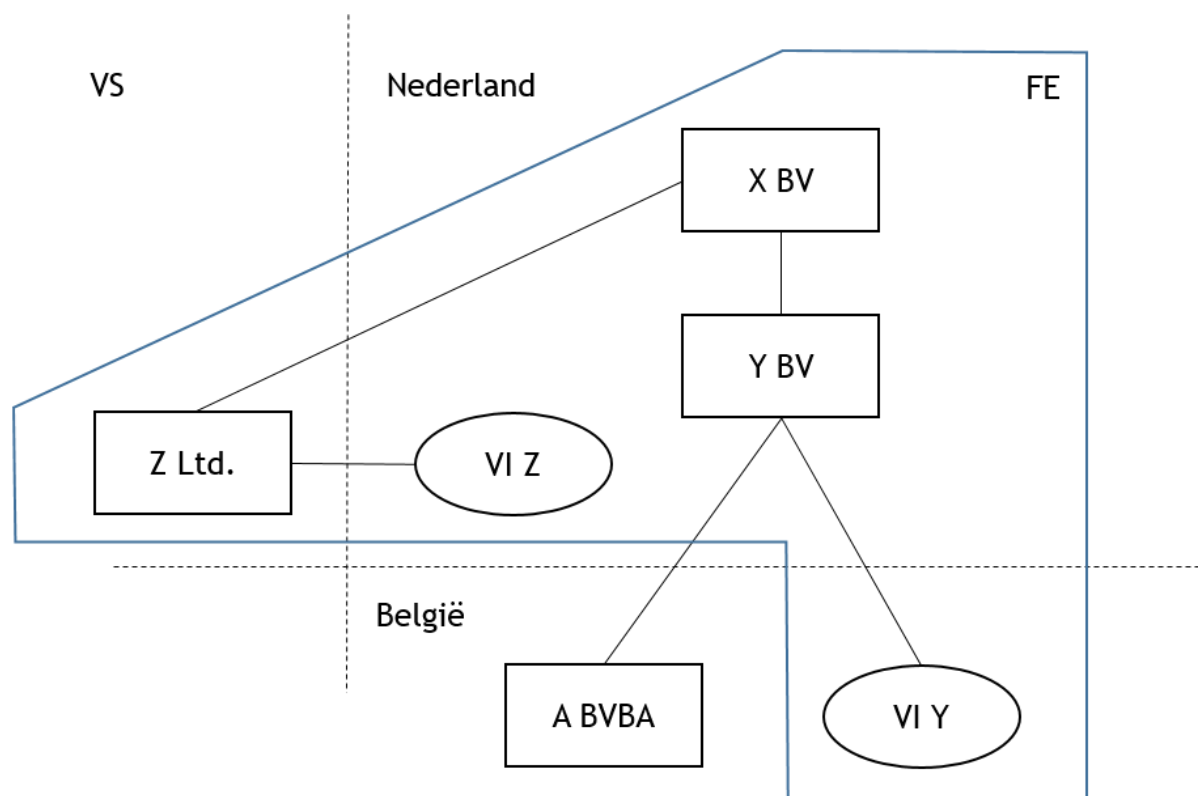 VS
Nederland
FE
X BV
Y BV
Z Ltd.
VI Z
België
A BVBA
VI Y